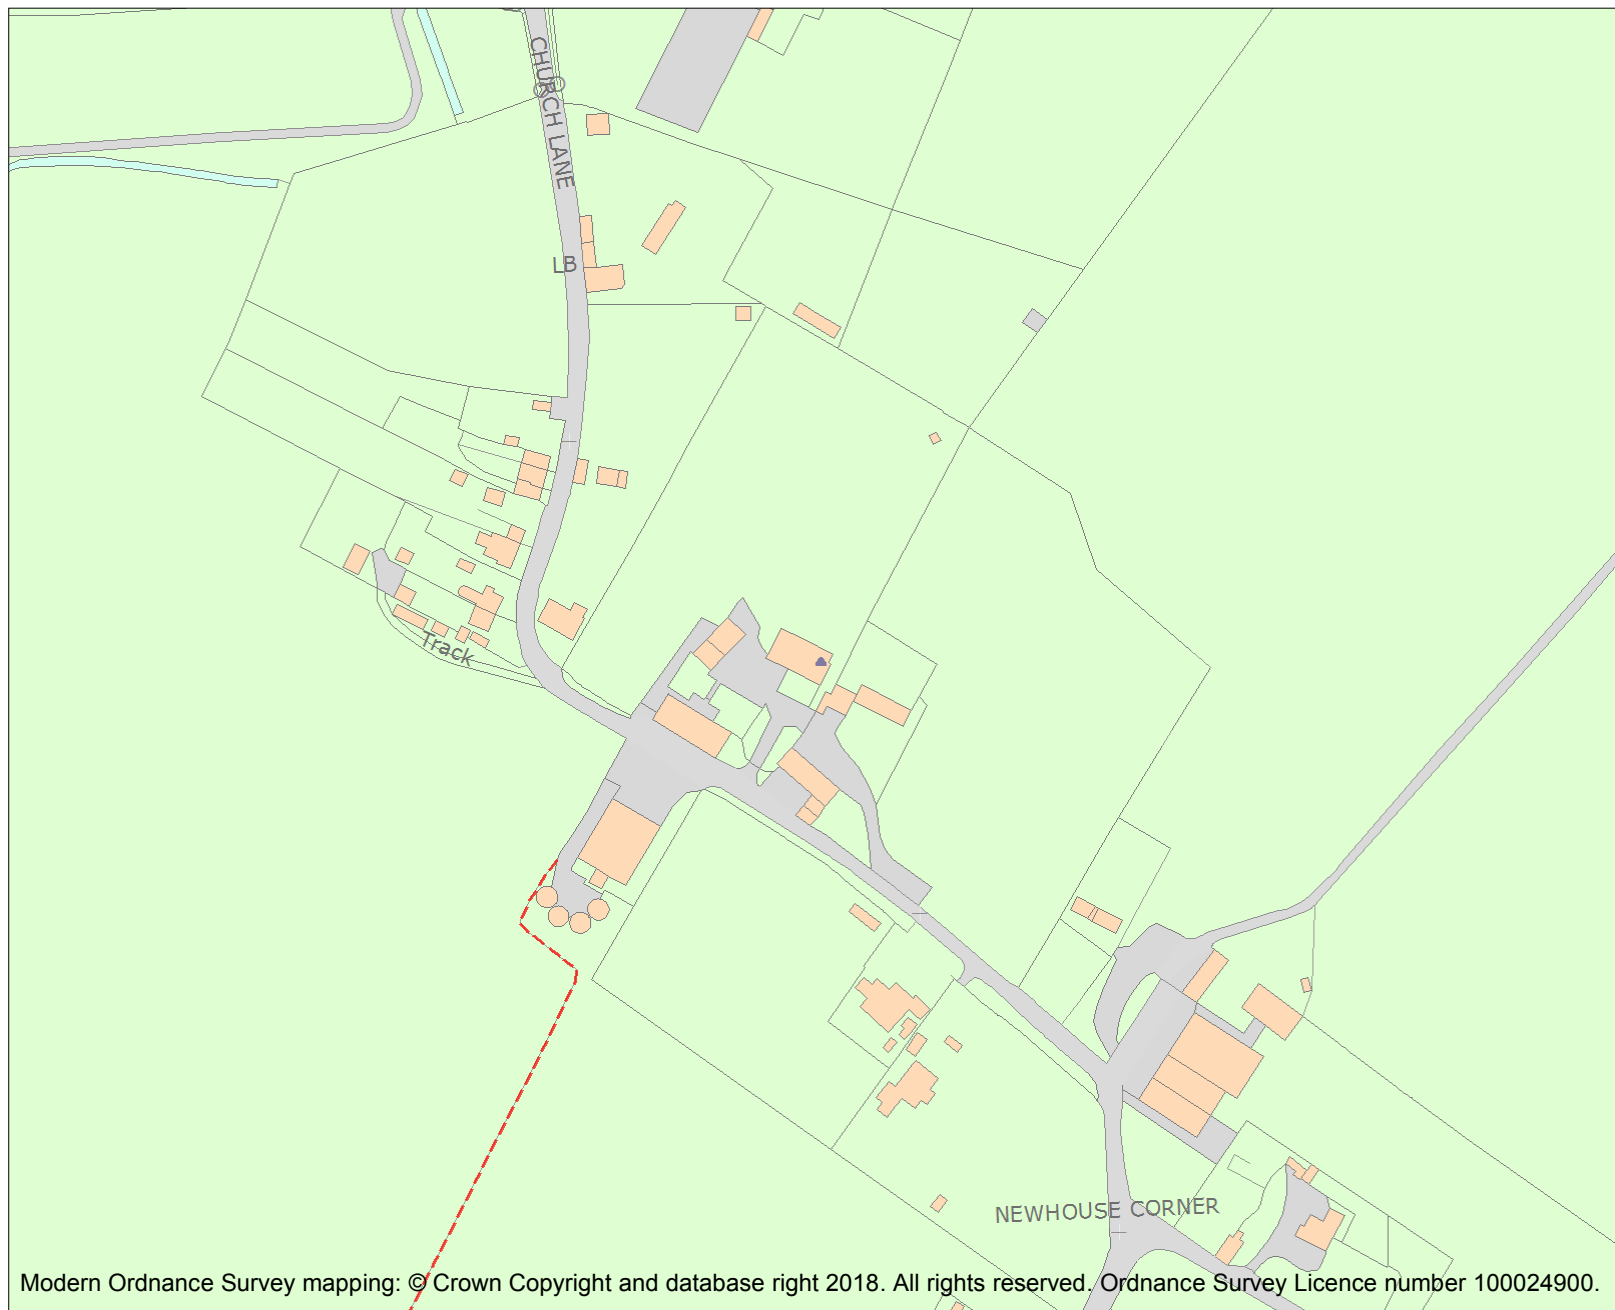 CHURCH LANE
LB
Track
NEWHOUSE CORNER
Modern Ordnance Survey mapping: © Crown Copyright and database right 2018. All rights reserved. Ordnance Survey Licence number 100024900.